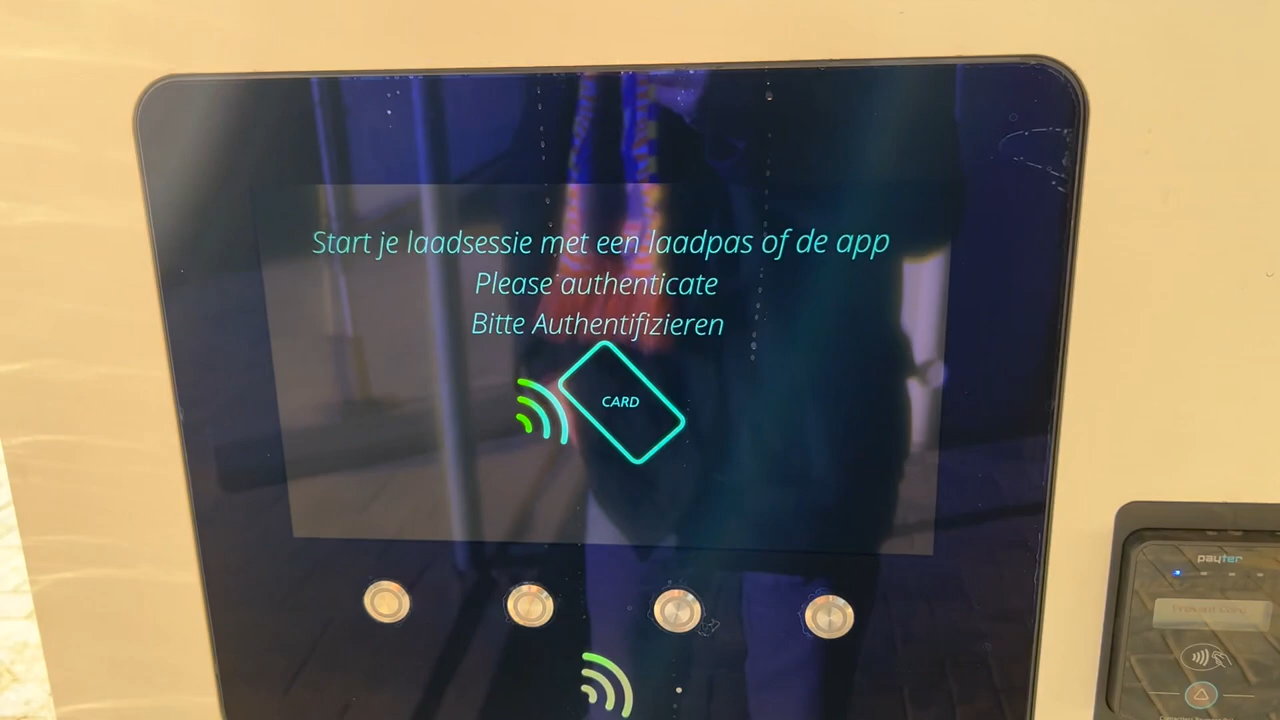 Start je laadsessie met een laadpas of de app
Please authenticate
Bitte Authentifizieren
CARD
payter